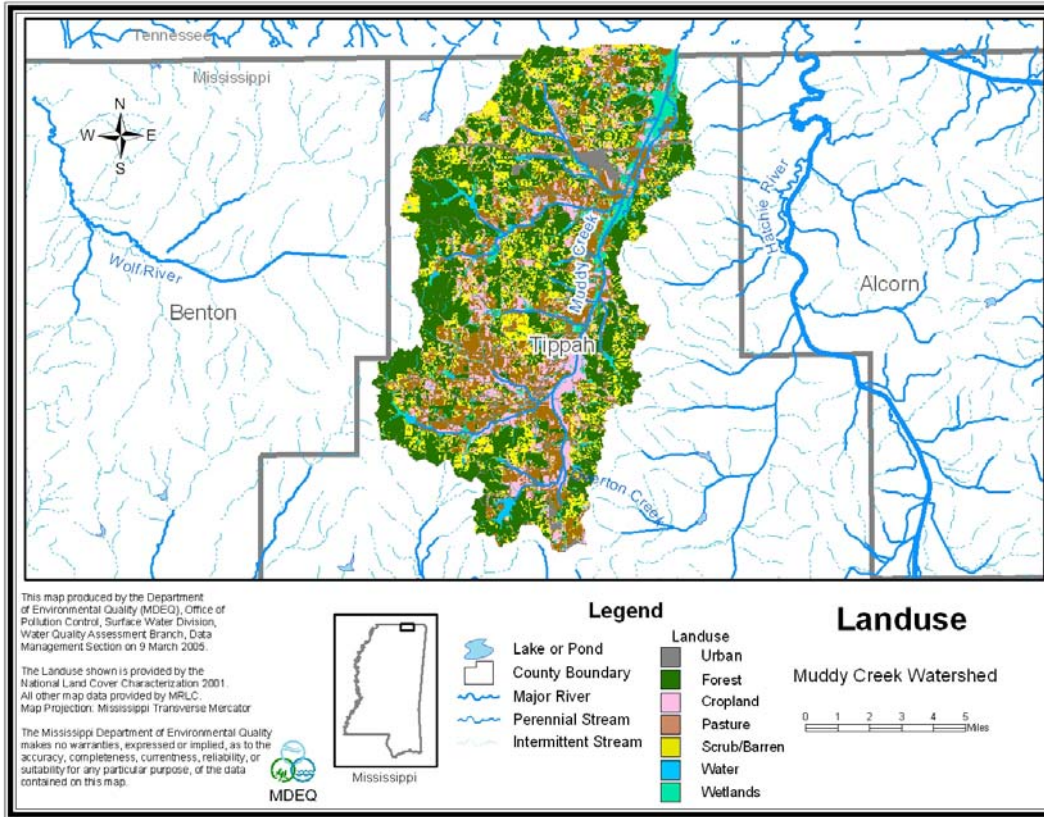 Tennessee
Mississippi
N
W E
S
Wolf River
Benton
Muddy Creek
Tippah
Hatchie River
Alcorn
erton Creek
This map produced by the Department
of Environmental Quality (MDEQ), Office of
Pollution Control, Surface Water Division,
Water Quality Assessment Branch, Data
Management Section on 9 March 2005.
The Landuse shown is provided by the
National Land Cover Characterization 2001.
All other map data provided by MRLC.
Map Projection: Mississippi Transverse Mercator
The Mississippi Department of Environmental Quality
makes no warranties, expressed or implied, as to the
accuracy, completeness, currentness, reliability, or
suitability for any particular purpose, of the data
contained on this map.
MDEQ
Mississippi
Legend
Lake or Pond
County Boundary
Major River
Perennial Stream
Intermittent Stream
Landuse
Urban
Forest
Cropland
Pasture
Scrub/Barren
Water
Wetlands
Landuse
Muddy Creek Watershed
0 1 2 3 4 5
Miles